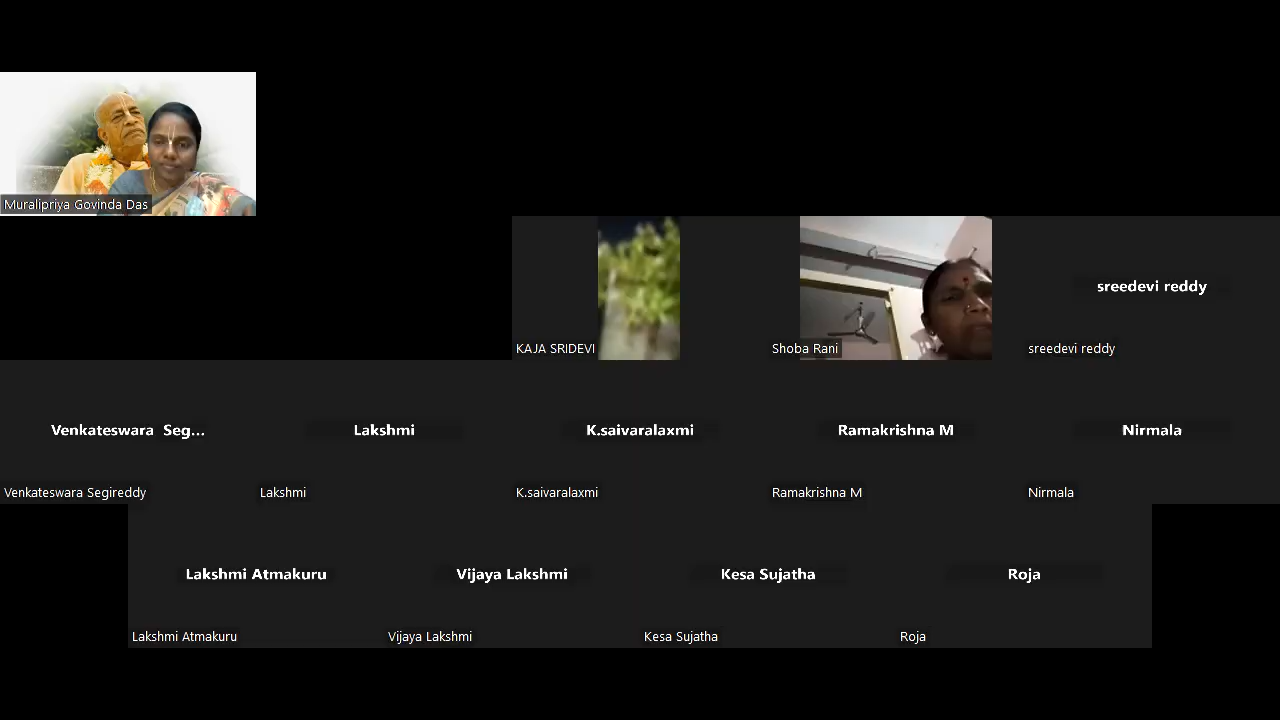 Muralipriya Govinda Das
KAJA SRIDEVI
Shoba Rani
sreedevi reddy
sreedevi reddy
Venkateswara Seg...
Lakshmi
K.saivaralaxmi
Ramakrishna M
Nirmala
Venkateswara Segireddy
Lakshmi
K.saivaralaxmi
Ramakrishna M
Nirmala
Lakshmi Atmakuru
Vijaya Lakshmi
Kesa Sujatha
Roja
Lakshmi Atmakuru
Vijaya Lakshmi
Kesa Sujatha
Roja